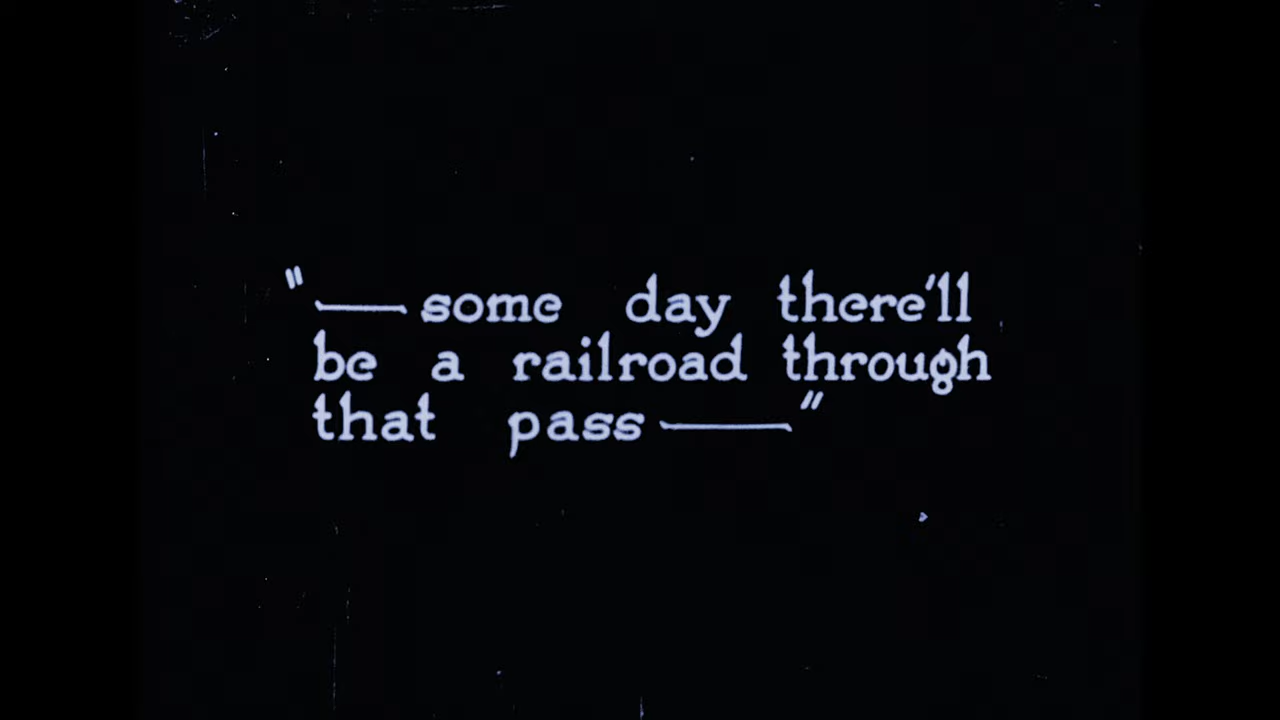 "——some day there'll
be a railroad through
that pass——"